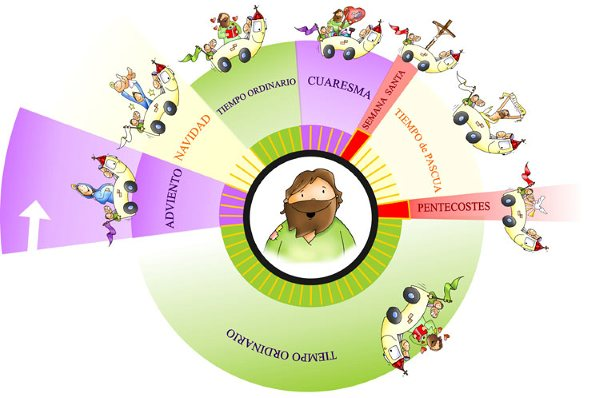 ADVIENTO
NAVIDAD
TIEMPO ORDINARIO
CUARESMA
SEMANA SANTA
TIEMPO de PASCUA
PENTECOSTES
TIEMPO ORDINARIO